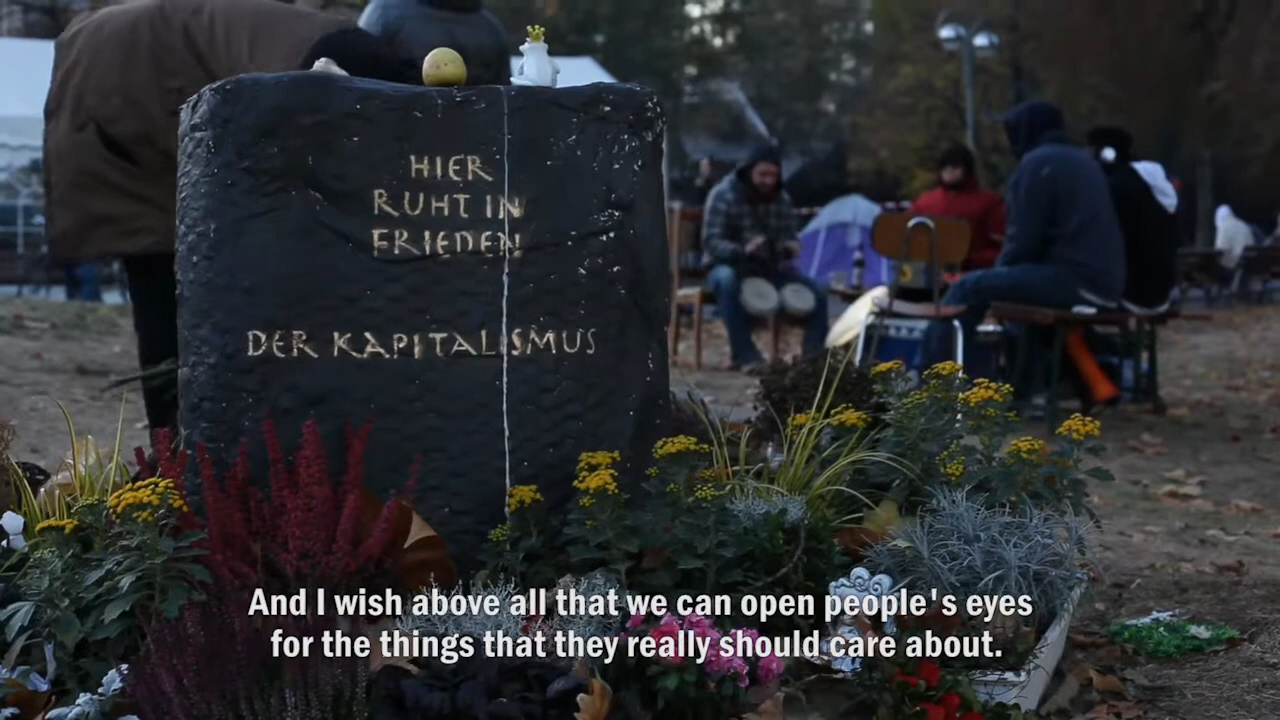 HIER
RUHT IN
FRIEDEN
DER KAPITALISMUS
And I wish above all that we can open people's eyes
for the things that they really should care about.